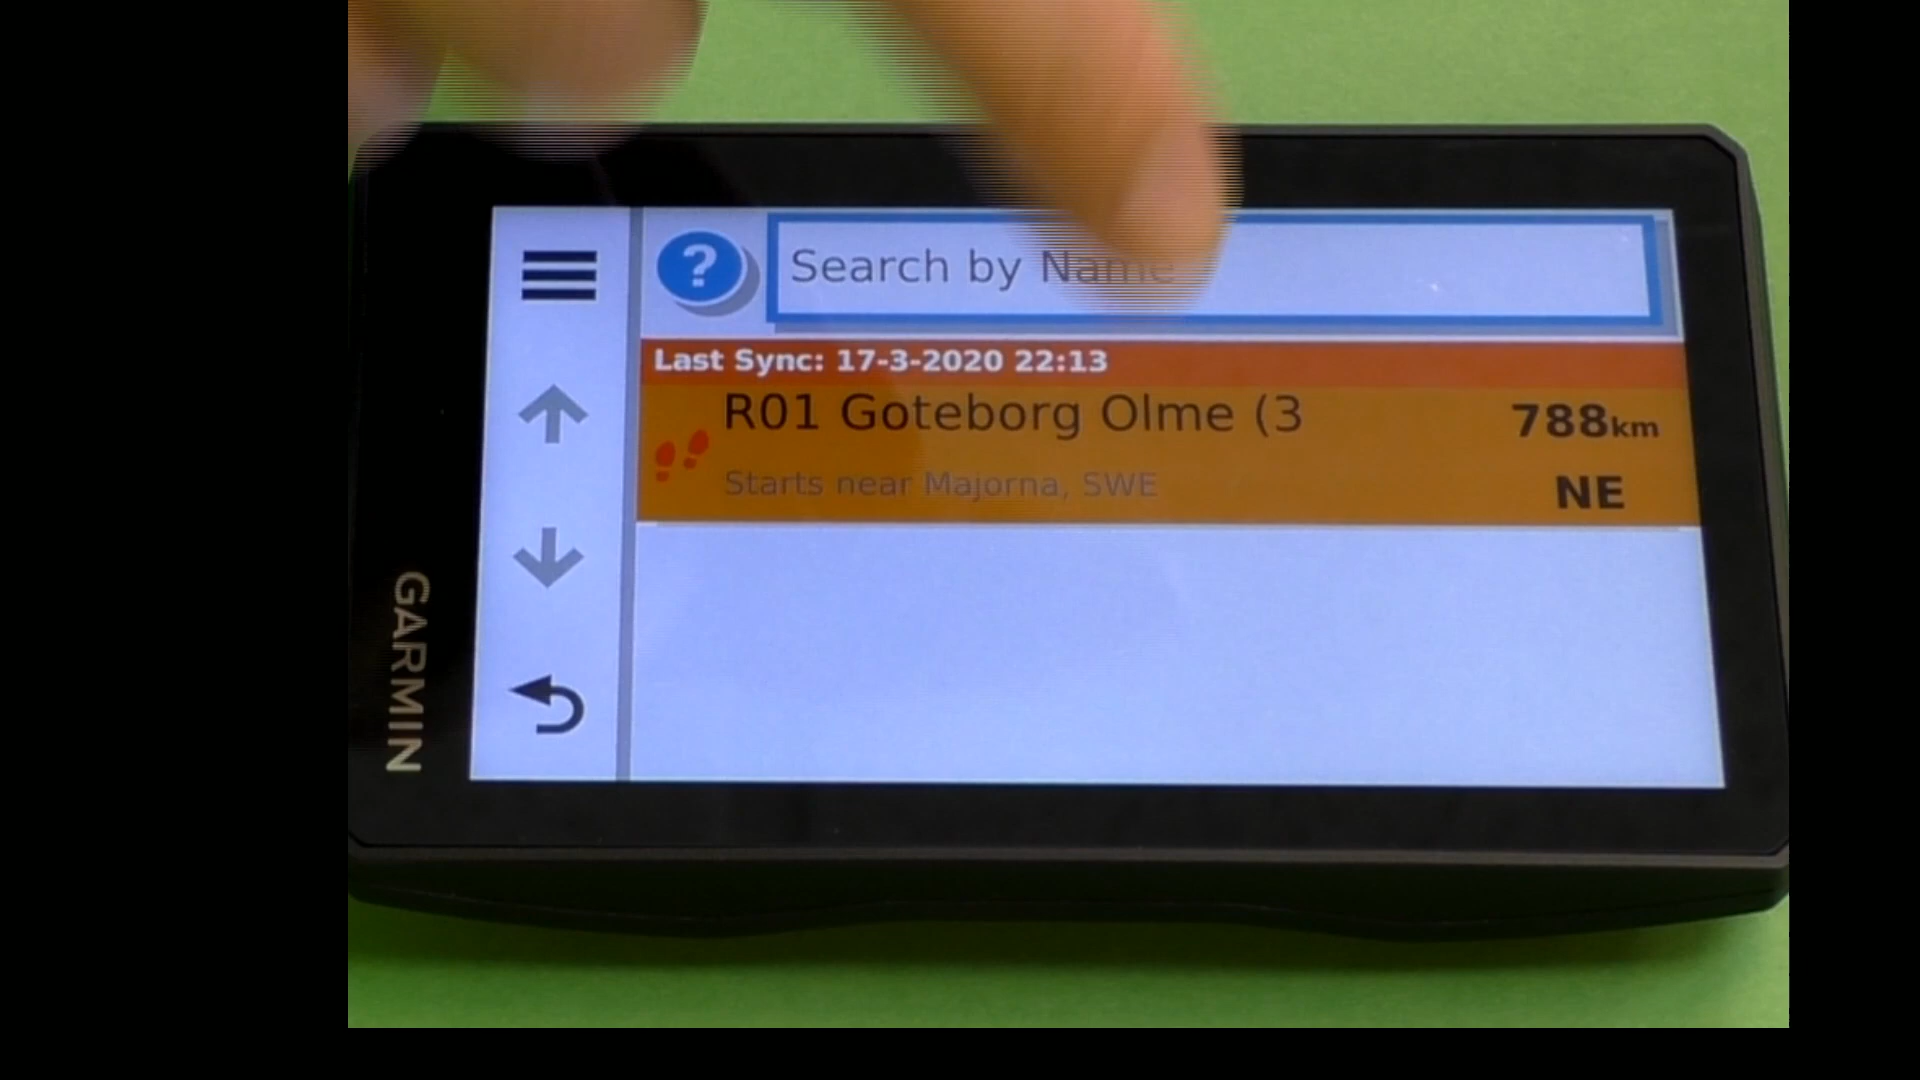 ?
Search by Name
Last Sync: 17-3-2020 22:13
R01 Goteborg Olme (3
788km
Starts near Majorna, SWE
NE
GARMIN